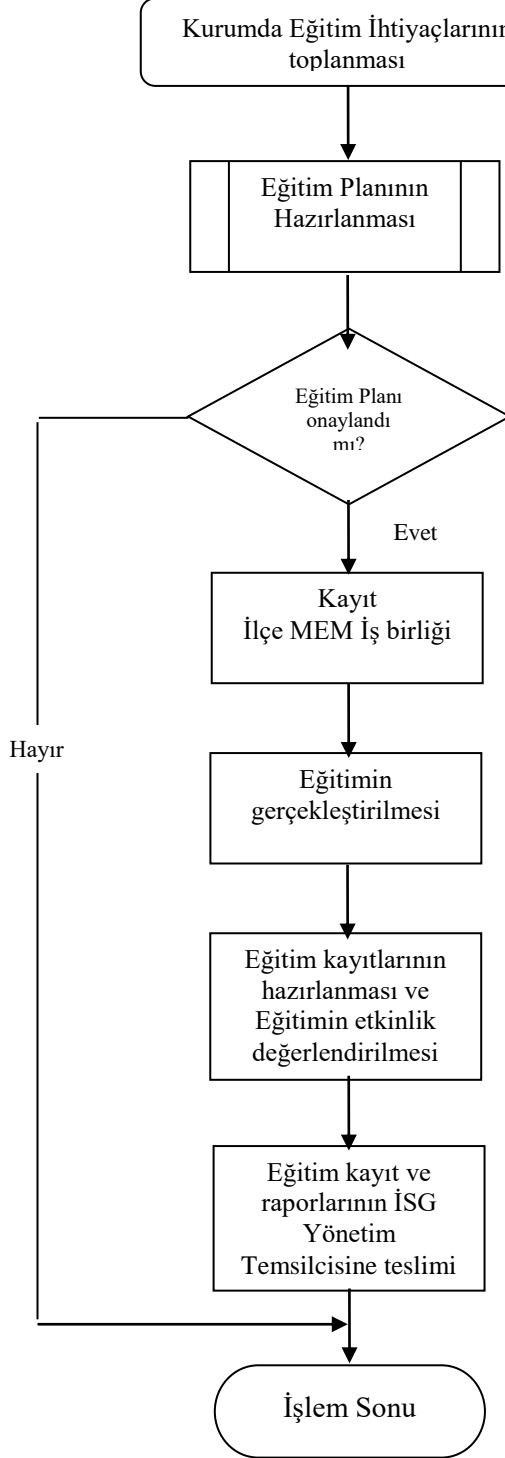 Kurumda Eğitim İhtiyaçlarının
toplanması
Eğitim Planının
Hazırlanması
Eğitim Planı
onaylandı
mı?
Evet
Kayıt
İlçe MEM İş birliği
Hayır
Eğitimin
gerçekleştirilmesi
Eğitim kayıtlarının
hazırlanması ve
Eğitimin etkinlik
değerlendirilmesi
Eğitim kayıt ve
raporlarının İSG
Yönetim
Temsilcisine teslimi
İşlem Sonu